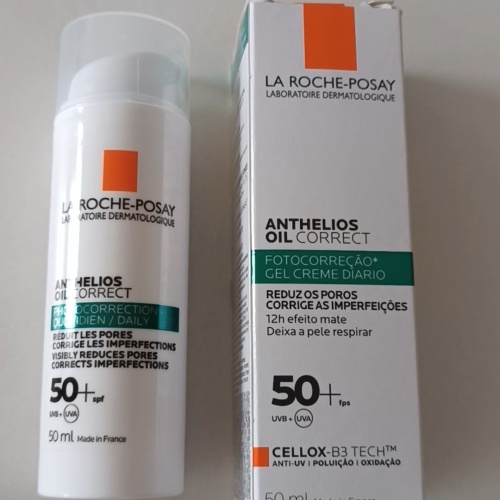 LA ROCHE-POSAY
LABORATOIRE DERMATOLOGIQUE
ANTHELIOS
OIL CORRECT
PHOTOCORRECTION
QUOTIDIEN / DAILY
RÉDUIT LES PORES
CORRIGE LES IMPERFECTIONS
VISIBLY REDUCES PORES
CORRECTS IMPERFECTIONS
50+ spf
UVB + UVA
50 ml Made in France
LA ROCHE-POSAY
LABORATOIRE DERMATOLOGIQUE
ANTHELIOS
OIL CORRECT
FOTOCORREÇÃO*
GEL CREME DIÁRIO
REDUZ OS POROS
CORRIGE AS IMPERFEIÇÕES
12h efeito mate
Deixa a pele respirar
50+ fps
UVB + UVA
CELLOX-B3 TECH™
ANTI-UV | POLUIÇÃO | OXIDAÇÃO
50 ml